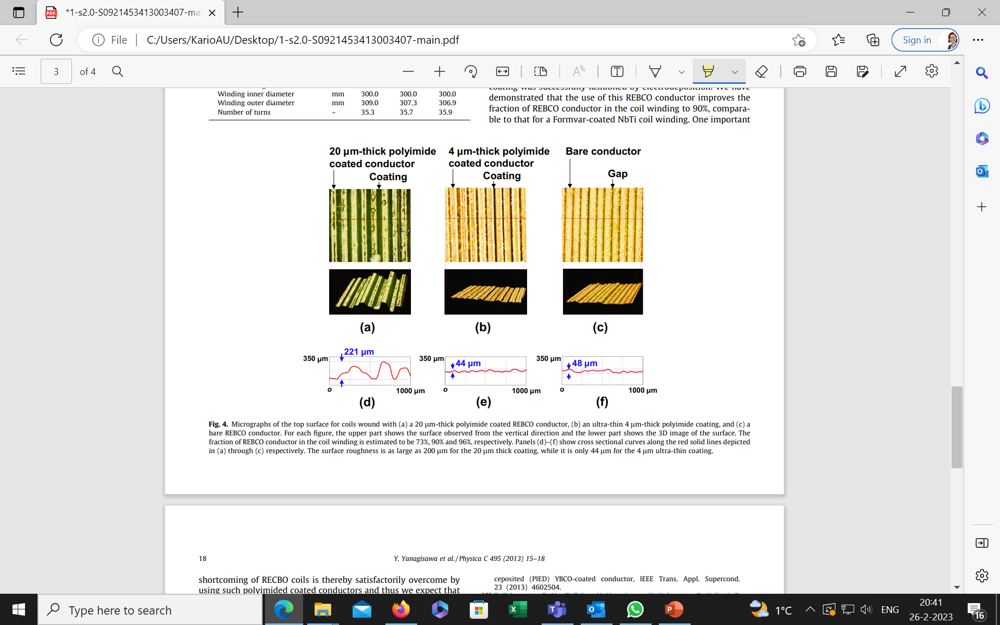 *1-s2.0-S0921453413003407-ma
File
C:/Users/KarioAU/Desktop/1-s2.0-S0921453413003407-main.pdf
Sign in
3 of 4
Winding inner diameter mm 300.0 300.0 300.0
Winding outer diameter mm 309.0 307.3 306.9
Number of turns – 35.3 35.7 35.9
coating was successfully fashioned by electrodeposition. We have
demonstrated that the use of this REBCO conductor improves the
fraction of REBCO conductor in the coil winding to 90%, compara-
ble to that for a Formvar-coated NbTi coil winding. One important
20 μm-thick polyimide
coated conductor
Coating
4 μm-thick polyimide
coated conductor
Coating
Bare conductor
Gap
(a)
(b)
(c)
350 μm
221 μm
0
1000 μm
(d)
350 μm
44 μm
0
1000 μm
(e)
350 μm
48 μm
0
1000 μm
(f)
Fig. 4. Micrographs of the top surface for coils wound with (a) a 20 μm-thick polyimide coated REBCO conductor, (b) an ultra-thin 4 μm-thick polyimide coating, and (c) a
bare REBCO conductor. For each figure, the upper part shows the surface observed from the vertical direction and the lower part shows the 3D image of the surface. The
fraction of REBCO conductor in the coil winding is estimated to be 73%, 90% and 96%, respectively. Panels (d)–(f) show cross sectional curves along the red solid lines depicted
in (a) through (c) respectively. The surface roughness is as large as 200 μm for the 20 μm thick coating, while it is only 44 μm for the 4 μm ultra-thin coating.
18
Y. Yanagisawa et al. / Physica C 495 (2013) 15–18
shortcoming of RECBO coils is thereby satisfactorily overcome by
using such polyimided coated conductors and thus we expect that
ceposited (PIED) YBCO-coated conductor, IEEE Trans. Appl. Supercond.
23 (2013) 4602504.
Type here to search
1°C
ENG
20:41
26-2-2023
16